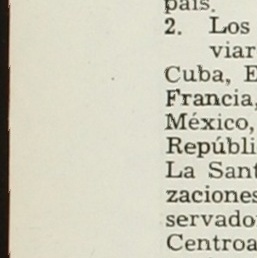 país.
2. Los
viar
Cuba, E
Francia,
México,
Repúbli
La Sant
zaciones
servado
Centroa